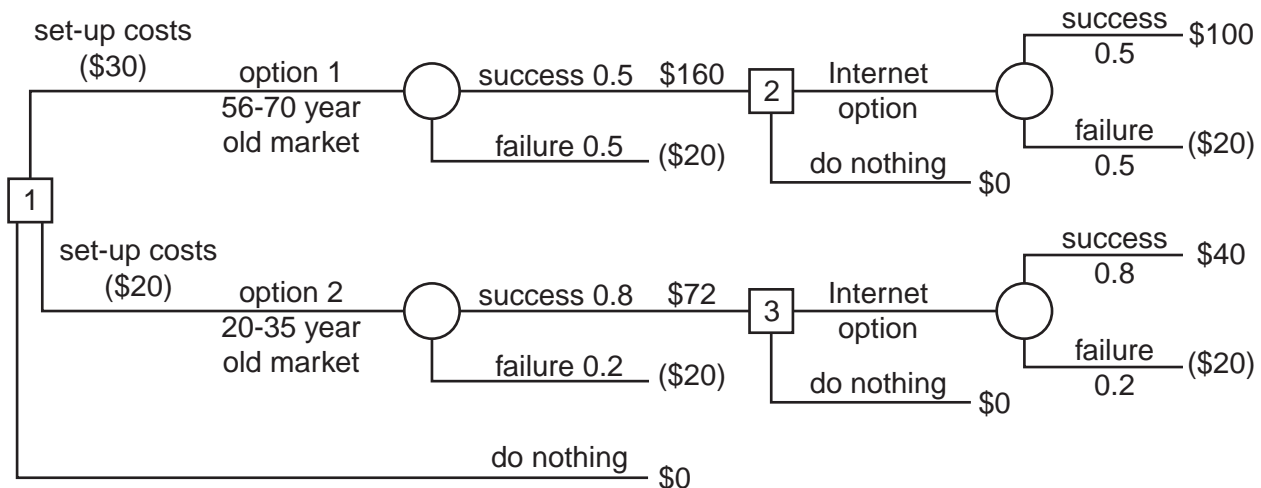 set-up costs
($30)
option 1
56-70 year
old market
success 0.5
$160
2
Internet
option
success
0.5
$100
failure
0.5
($20)
failure 0.5
($20)
do nothing
$0
1
set-up costs
($20)
option 2
20-35 year
old market
success 0.8
$72
3
Internet
option
success
0.8
$40
failure
0.2
($20)
failure 0.2
($20)
do nothing
$0
do nothing
$0